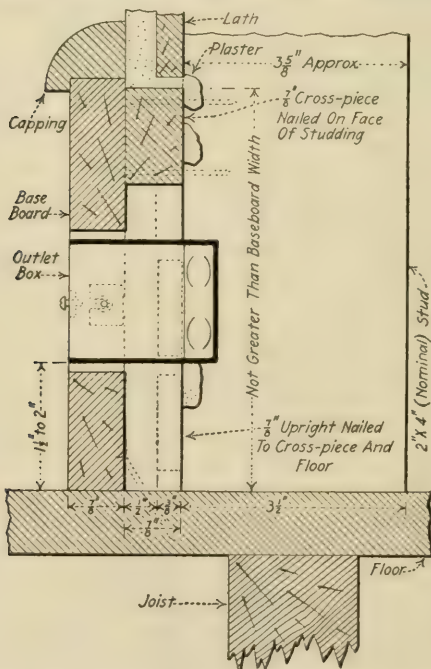 Lath
Plaster
3 5/8" Approx
Capping
7/8" Cross-piece
Nailed On Face
Of Studding
Base
Board
Outlet
Box
Not Greater Than Baseboard Width
2"X 4" (Nominal) Stud
1 1/2" to 2"
7/8" Upright Nailed
To Cross-piece And
Floor
7/8" 1/2" 3/8" 3 1/2"
7/8"
Floor
Joist